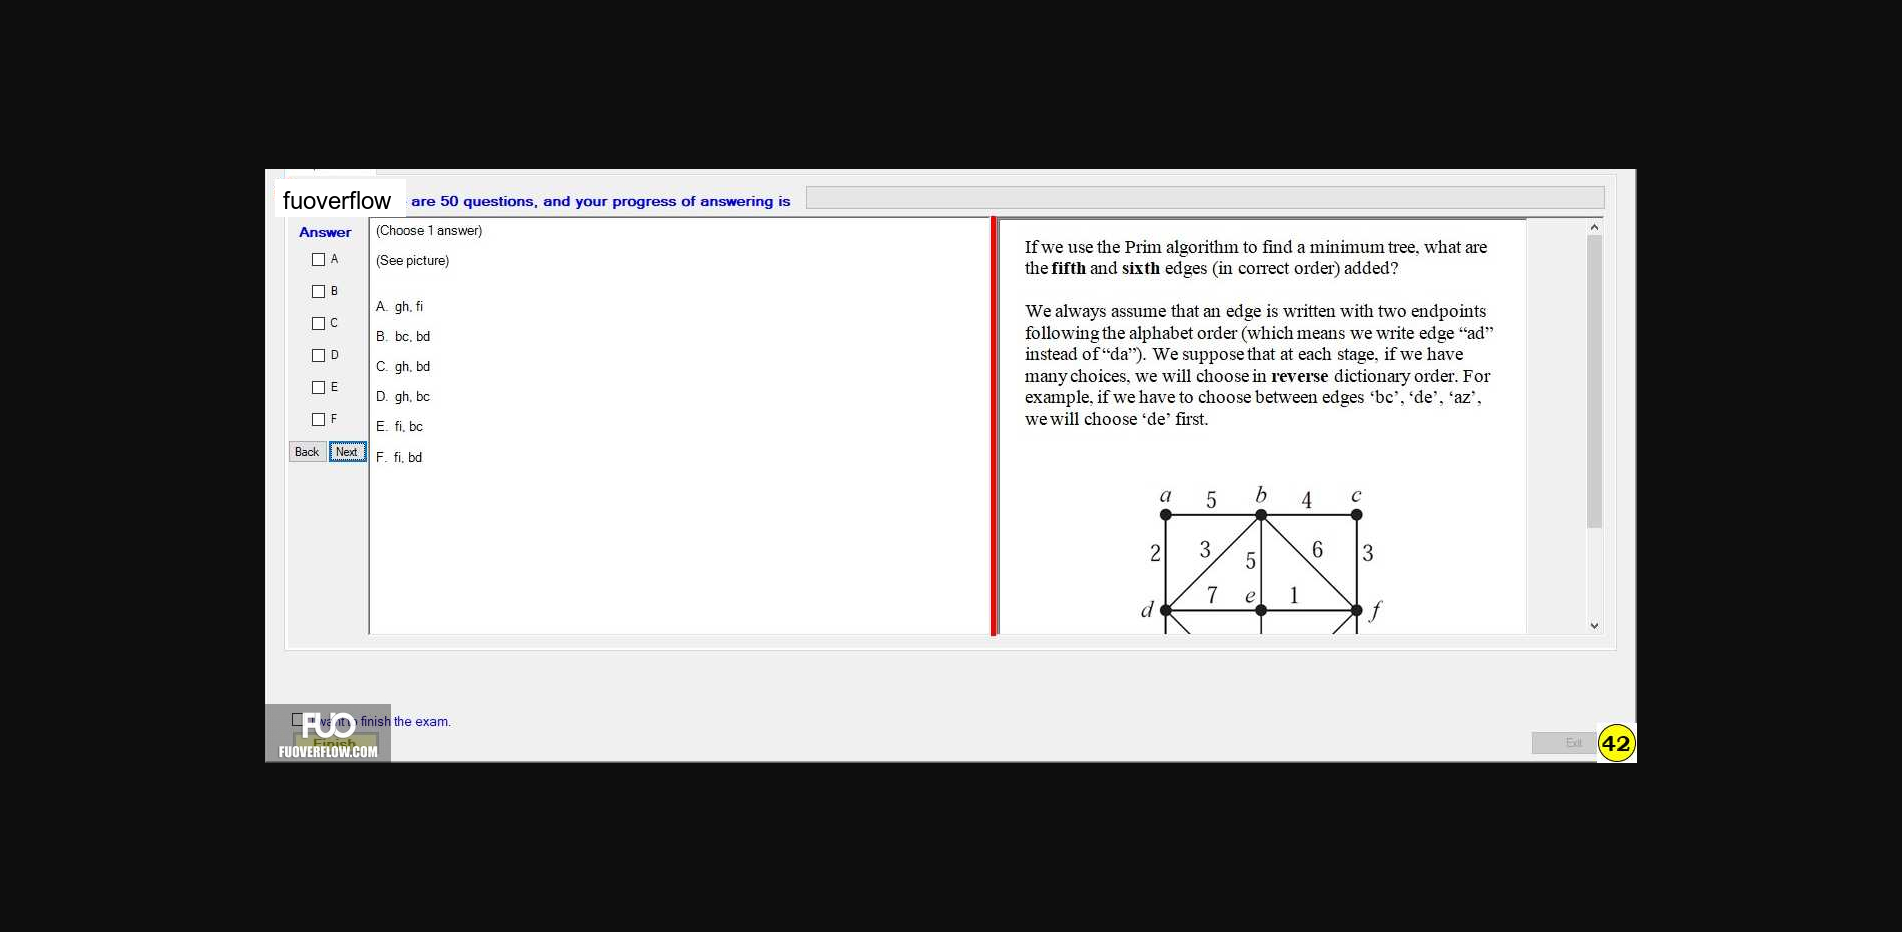 fuoverflow are 50 questions, and your progress of answering is
Answer
A
B
C
D
E
F
Back Next
(Choose 1 answer)
(See picture)
A. gh, fi
B. bc, bd
C. gh, bd
D. gh, bc
E. fi, bc
F. fi, bd
If we use the Prim algorithm to find a minimum tree, what are
the fifth and sixth edges (in correct order) added?
We always assume that an edge is written with two endpoints
following the alphabet order (which means we write edge “ad”
instead of “da”). We suppose that at each stage, if we have
many choices, we will choose in reverse dictionary order. For
example, if we have to choose between edges ‘bc’, ‘de’, ‘az’,
we will choose ‘de’ first.
a 5 b 4 c
2 3 5 6 3
7 e 1
d f
I want to finish the exam.
Finish
FUO
FUOVERFLOW.COM
Exit
42